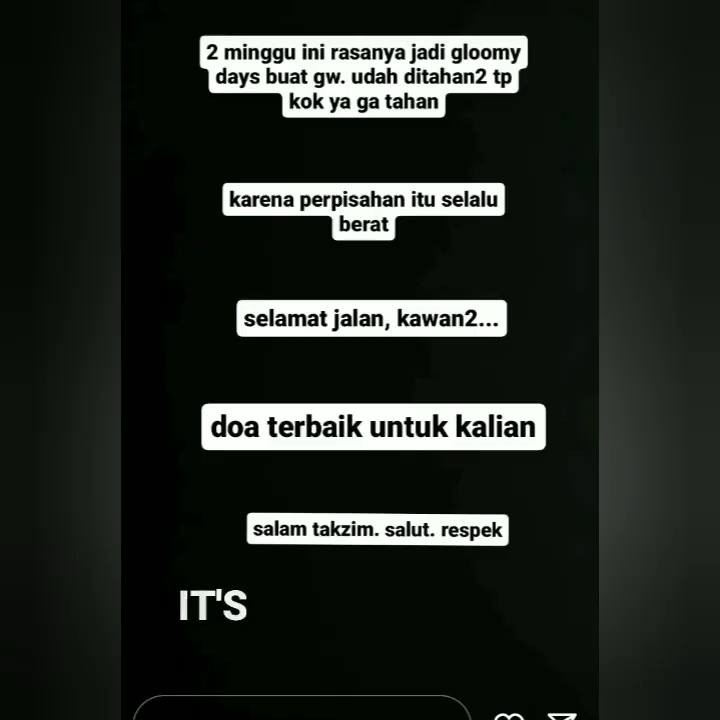 2 minggu ini rasanya jadi gloomy
days buat gw. udah ditahan2 tp
kok ya ga tahan
karena perpisahan itu selalu
berat
selamat jalan, kawan2...
doa terbaik untuk kalian
salam takzim. salut. respek
IT'S